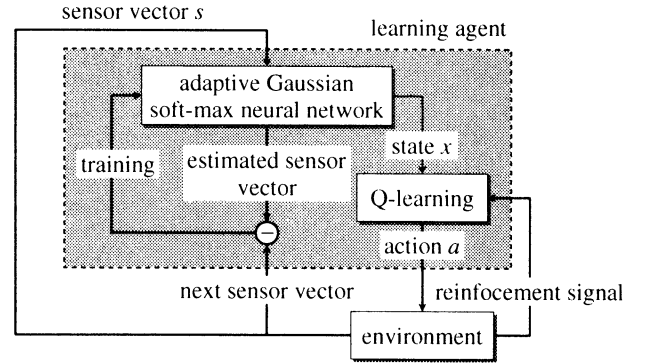 sensor vector s
learning agent
adaptive Gaussian
soft-max neural network
training
estimated sensor
vector
state x
Q-learning
−
action a
next sensor vector
reinfocement signal
environment